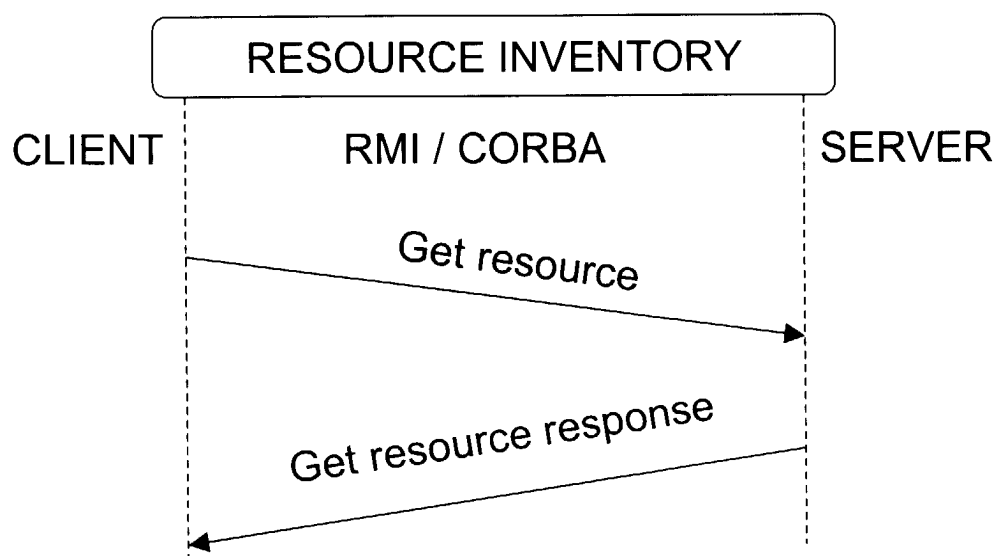 RESOURCE INVENTORY
CLIENT
RMI / CORBA
SERVER
Get resource
Get resource response